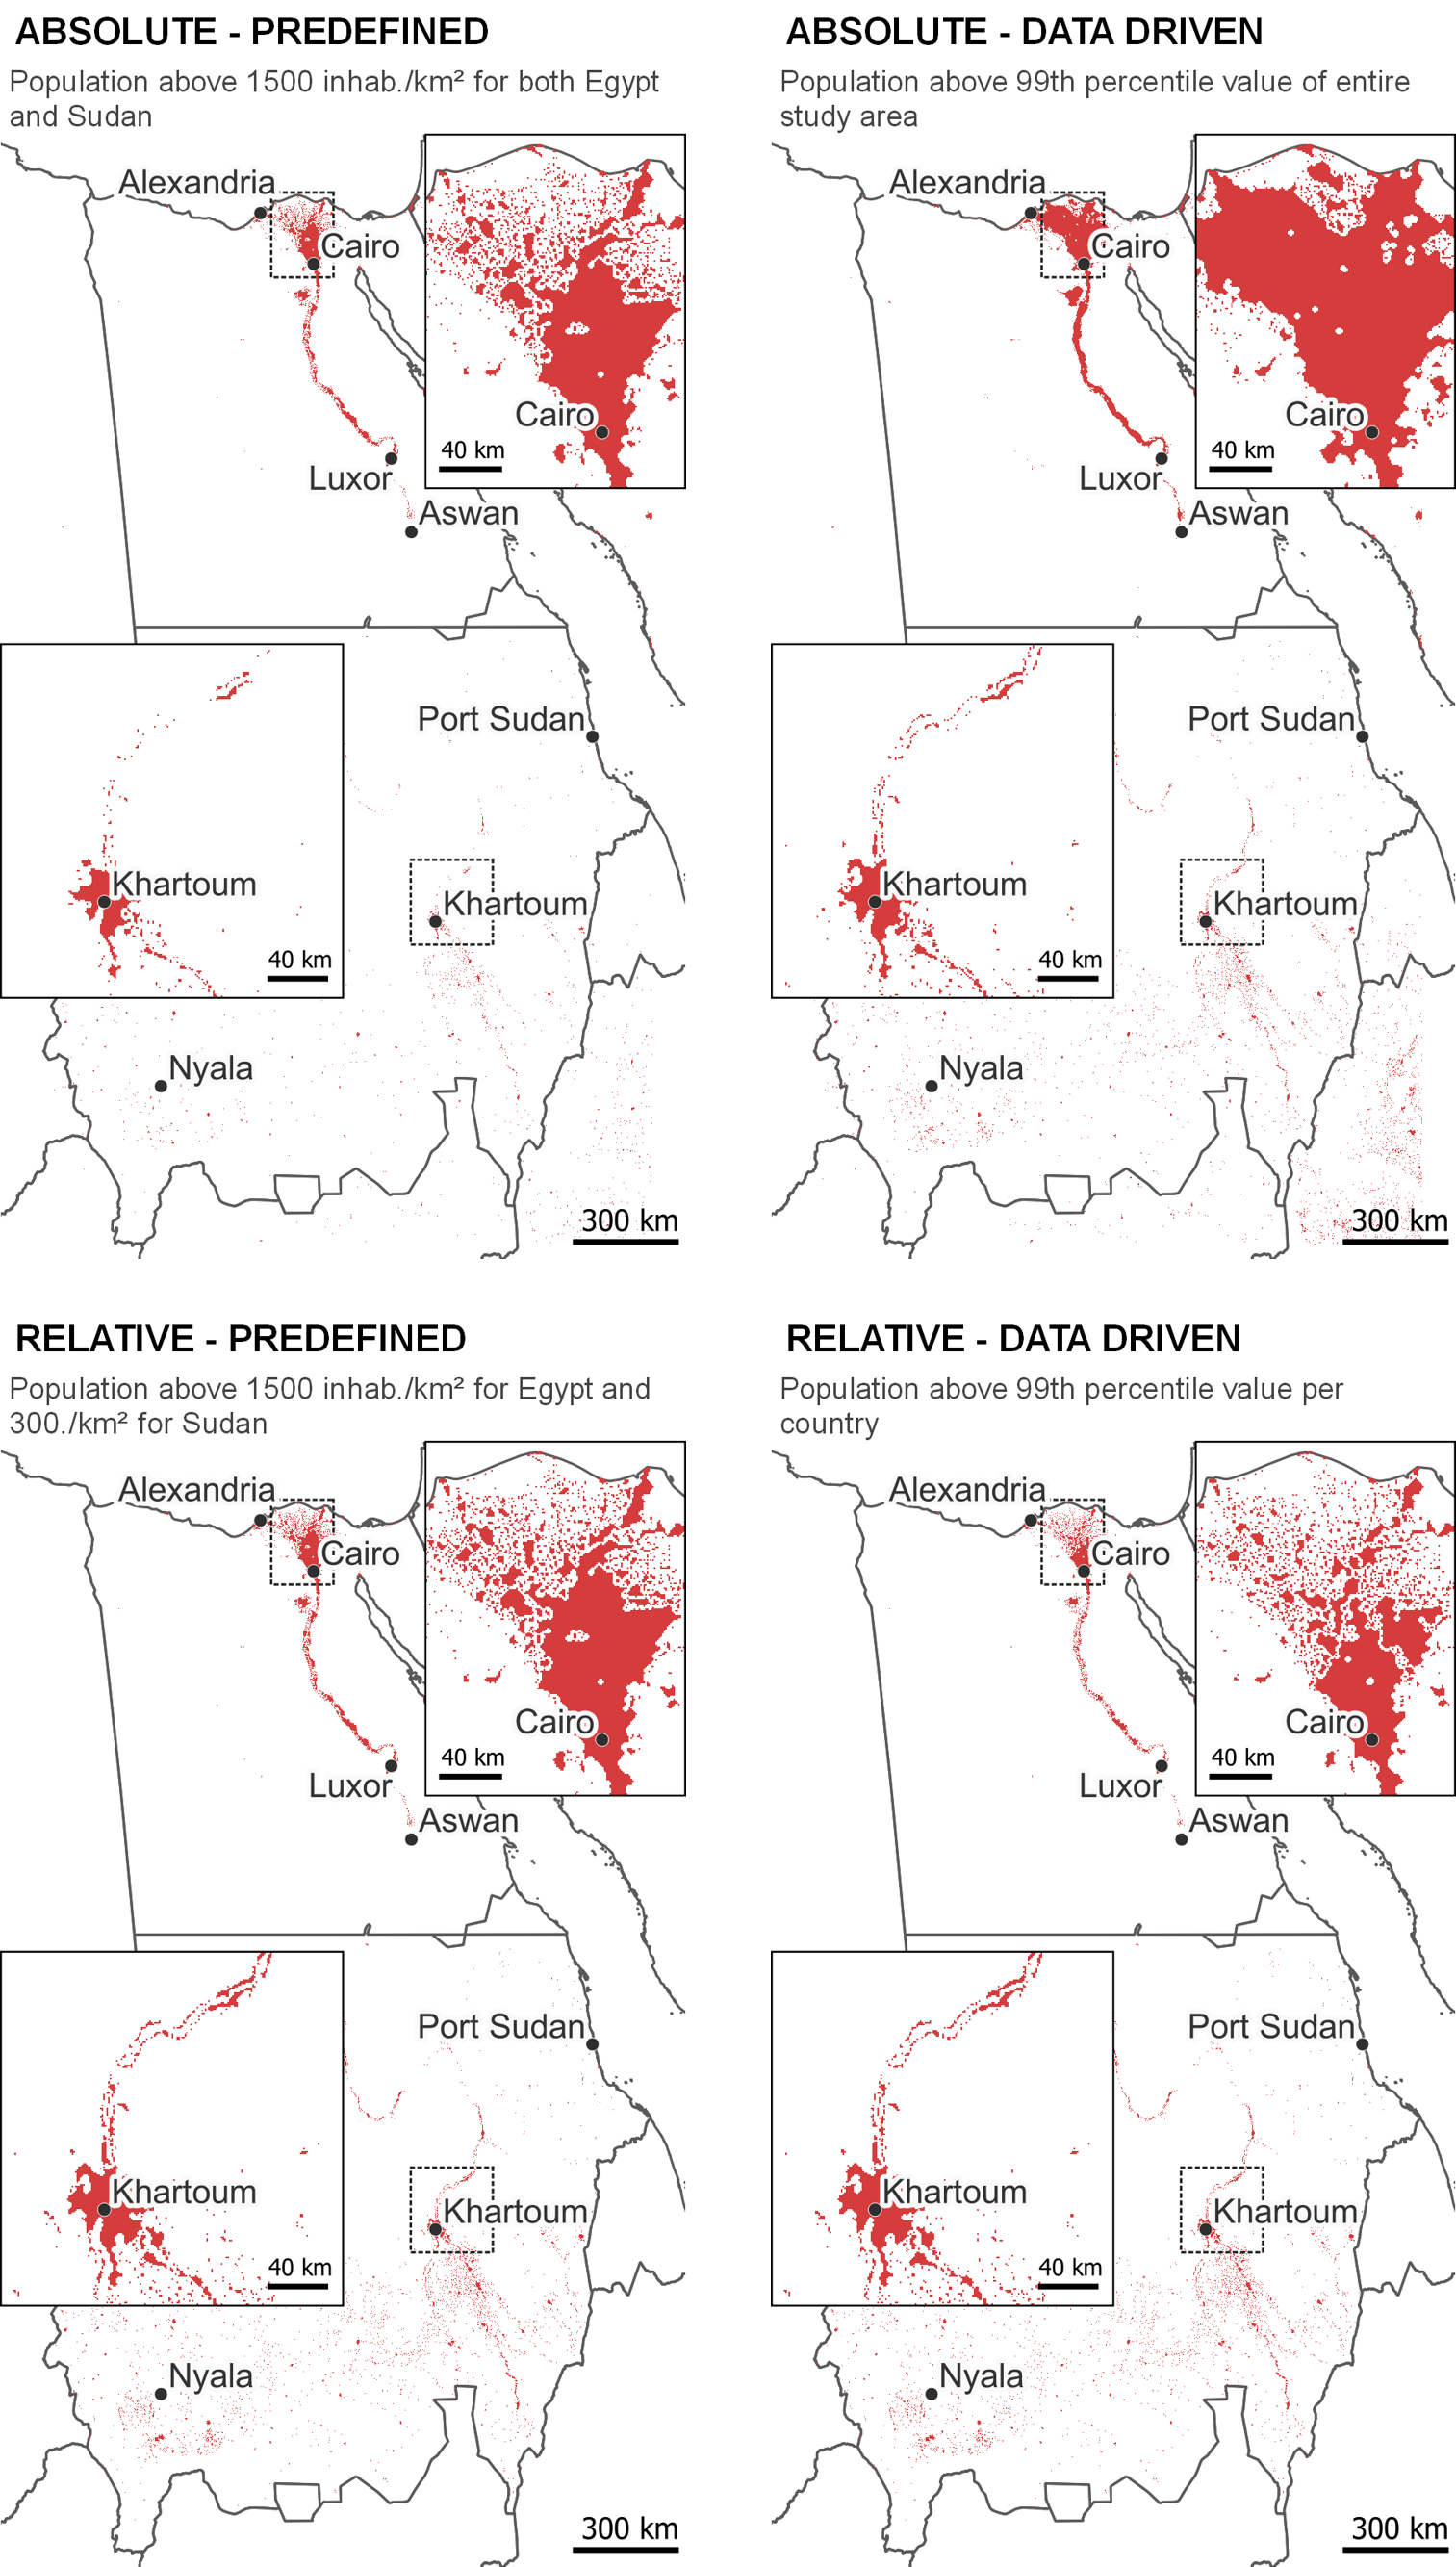 ABSOLUTE - PREDEFINED
Population above 1500 inhab./km² for both Egypt
and Sudan
Alexandria
Cairo
Cairo
40 km
Luxor
Aswan
Port Sudan
Khartoum
40 km
Khartoum
Nyala
300 km
ABSOLUTE - DATA DRIVEN
Population above 99th percentile value of entire
study area
Alexandria
Cairo
Cairo
40 km
Luxor
Aswan
Port Sudan
Khartoum
40 km
Khartoum
Nyala
300 km
RELATIVE - PREDEFINED
Population above 1500 inhab./km² for Egypt and
300./km² for Sudan
Alexandria
Cairo
Cairo
40 km
Luxor
Aswan
Port Sudan
Khartoum
40 km
Khartoum
Nyala
300 km
RELATIVE - DATA DRIVEN
Population above 99th percentile value per
country
Alexandria
Cairo
Cairo
40 km
Luxor
Aswan
Port Sudan
Khartoum
40 km
Khartoum
Nyala
300 km